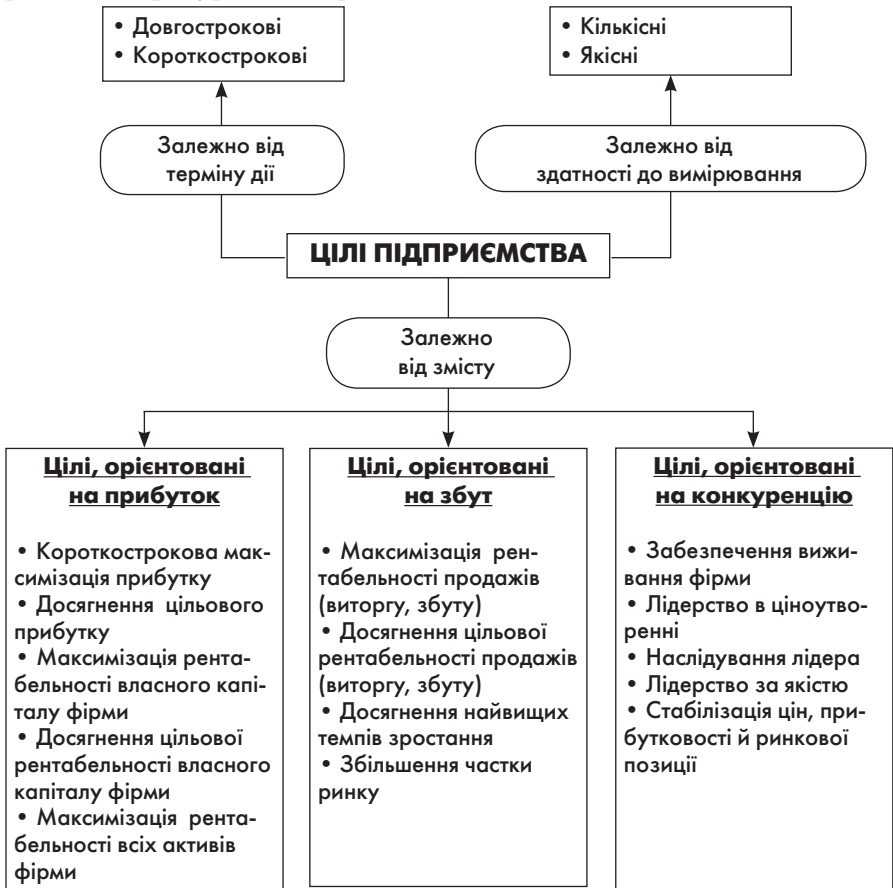 • Довгострокові
• Короткострокові
• Кількісні
• Якісні
Залежно від
терміну дії
Залежно від
здатності до вимірювання
ЦІЛІ ПІДПРИЄМСТВА
Залежно
від змісту
Цілі, орієнтовані
на прибуток
• Короткострокова мак-
симізація прибутку
• Досягнення цільового
прибутку
• Максимізація рента-
бельності власного капі-
талу фірми
• Досягнення цільової
рентабельності власного
капіталу фірми
• Максимізація рента-
бельності всіх активів
фірми
Цілі, орієнтовані
на збут
• Максимізація рен-
табельності продажів
(виторгу, збуту)
• Досягнення цільової
рентабельності продажів
(виторгу, збуту)
• Досягнення найвищих
темпів зростання
• Збільшення частки
ринку
Цілі, орієнтовані
на конкуренцію
• Забезпечення вижи-
вання фірми
• Лідерство в ціноутво-
ренні
• Наслідування лідера
• Лідерство за якістю
• Стабілізація цін, при-
бутковості й ринкової
позиції